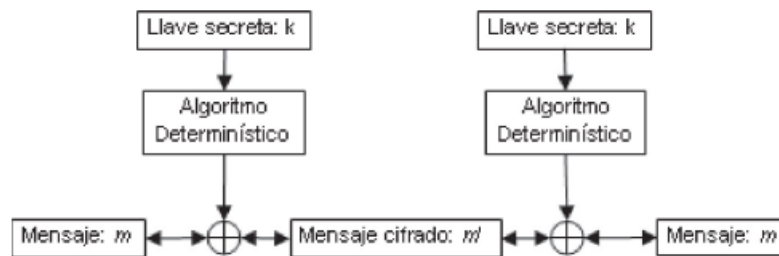 Llave secreta: k
Llave secreta: k
Algoritmo
Determinístico
Algoritmo
Determinístico
Mensaje: m
Mensaje cifrado: m'
Mensaje: m